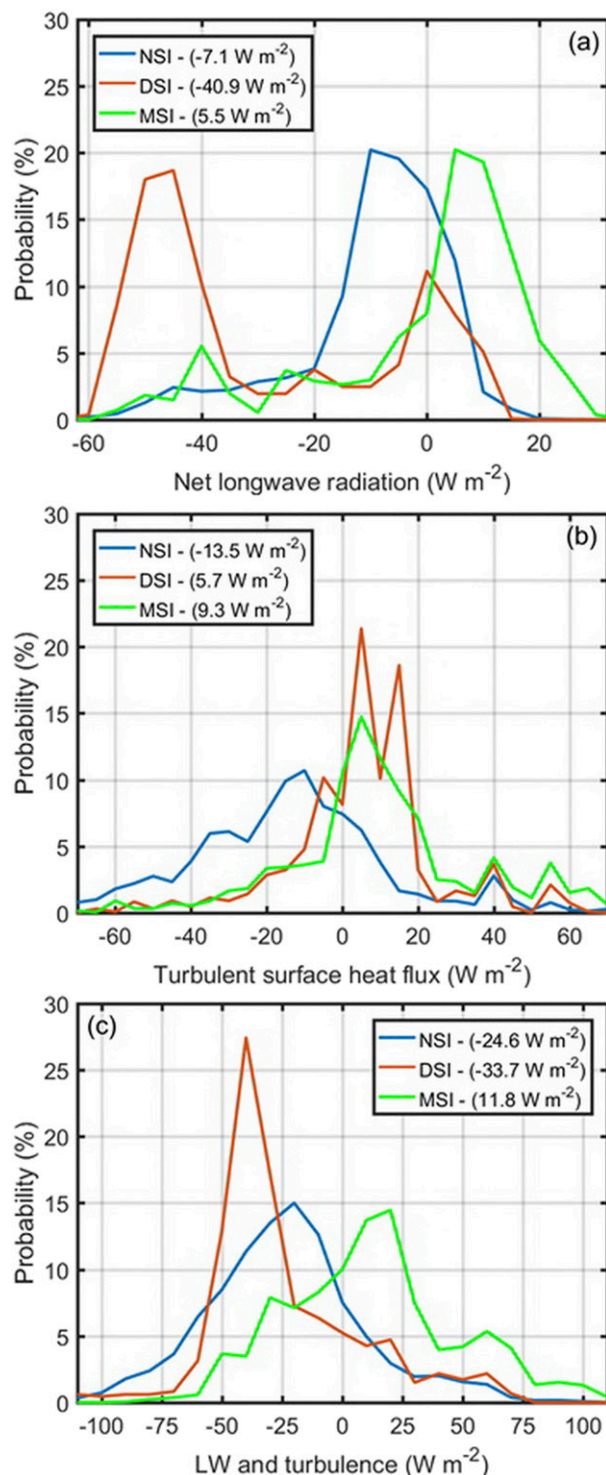 30
(a)
NSI - (-7.1 W m-2)
DSI - (-40.9 W m-2)
MSI - (5.5 W m-2)
25
20
15
10
5
0
Probability (%)
-60 -40 -20 0 20
Net longwave radiation (W m-2)
30
(b)
NSI - (-13.5 W m-2)
DSI - (5.7 W m-2)
MSI - (9.3 W m-2)
25
20
15
10
5
0
Probability (%)
-60 -40 -20 0 20 40 60
Turbulent surface heat flux (W m-2)
30
(c)
NSI - (-24.6 W m-2)
DSI - (-33.7 W m-2)
MSI - (11.8 W m-2)
25
20
15
10
5
0
Probability (%)
-100 -75 -50 -25 0 25 50 75 100
LW and turbulence (W m-2)